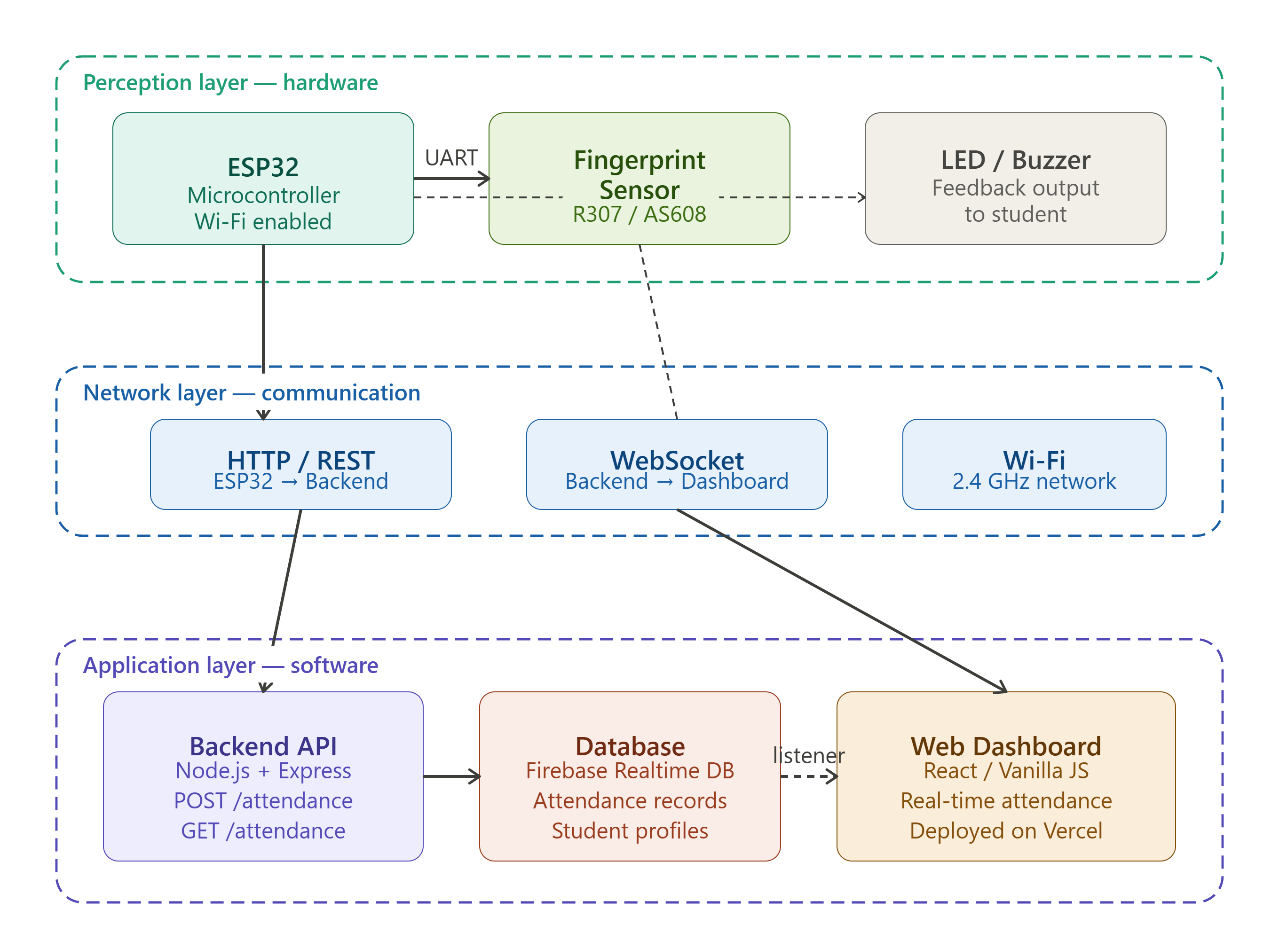 Perception layer — hardware
ESP32
Microcontroller
Wi-Fi enabled
UART
Fingerprint
Sensor
R307 / AS608
LED / Buzzer
Feedback output
to student
Network layer — communication
HTTP / REST
ESP32 → Backend
WebSocket
Backend → Dashboard
Wi-Fi
2.4 GHz network
Application layer — software
Backend API
Node.js + Express
POST /attendance
GET /attendance
Database
Firebase Realtime DB
Attendance records
Student profiles
listener
Web Dashboard
React / Vanilla JS
Real-time attendance
Deployed on Vercel